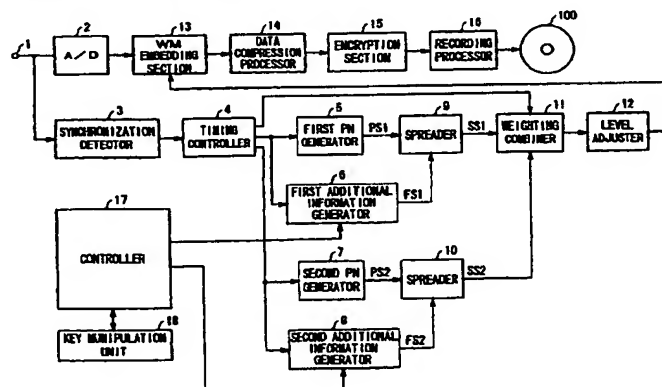 1
2
A/D
13
WM
EMBEDDING
SECTION
14
DATA
COMPRESSION
PROCESSOR
15
ENCRYPTION
SECTION
16
RECORDING
PROCESSOR
100
3
SYNCHRONIZATION
DETECTOR
4
TIMING
CONTROLLER
5
FIRST PN
GENERATOR
PS1
9
SPREADER
SS1
11
WEIGHTING
COMBINER
12
LEVEL
ADJUSTER
6
FIRST ADDITIONAL
INFORMATION
GENERATOR
FS1
17
CONTROLLER
7
SECOND PN
GENERATOR
PS2
10
SPREADER
SS2
18
KEY MANIPULATION
UNIT
8
SECOND ADDITIONAL
INFORMATION
GENERATOR
FS2